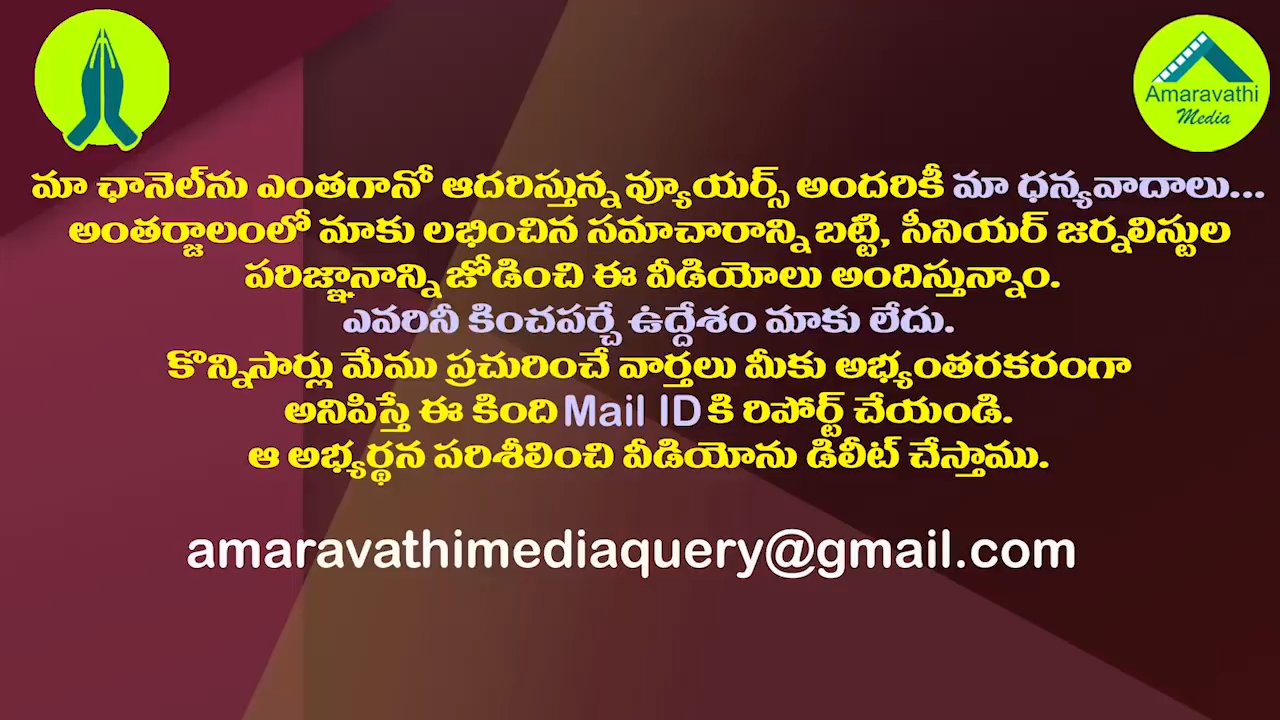 Amaravathi
Media
మా ఛానెల్‌ను ఎంతగానో ఆదరిస్తున్న వ్యూయర్స్ అందరికీ మా ధన్యవాదాలు...
అంతర్జాలంలో మాకు లభించిన సమాచారాన్ని బట్టి, సీనియర్ జర్నలిస్టుల
పరిజ్ఞానాన్ని జోడించి ఈ వీడియోలు అందిస్తున్నాం.
ఎవరినీ కించపర్చే ఉద్దేశం మాకు లేదు.
కొన్నిసార్లు మేము ప్రచురించే వార్తలు మీకు అభ్యంతరకరంగా
అనిపిస్తే ఈ కింది Mail ID కి రిపోర్ట్ చేయండి.
ఆ అభ్యర్థన పరిశీలించి వీడియోను డిలీట్ చేస్తాము.
amaravathimediaquery@gmail.com